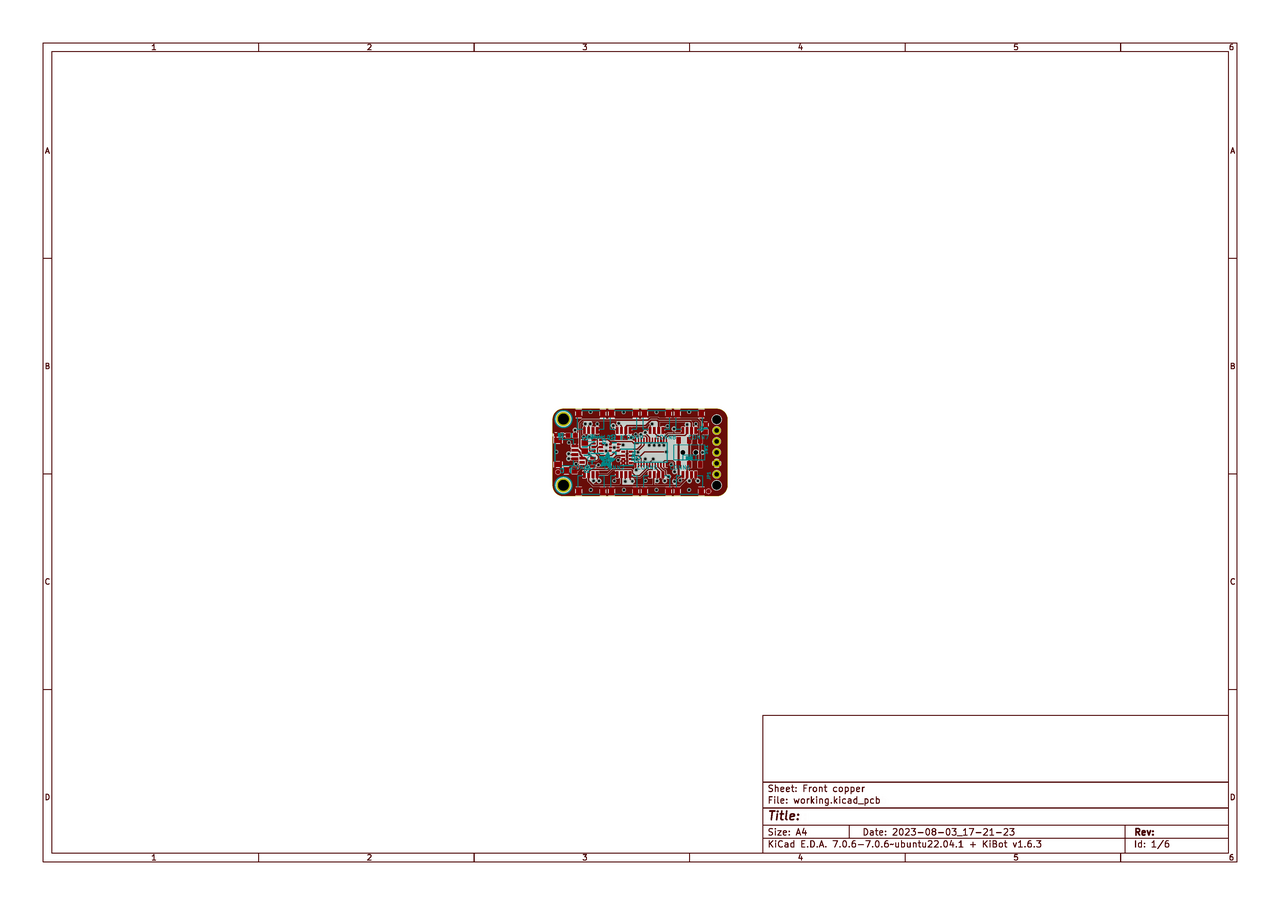 1 2 3 4 5 6
A A
B B
C C
D D
Sheet: Front copper
File: working.kicad_pcb
Title:
Size: A4 Date: 2023-08-03_17-21-23 Rev:
KiCad E.D.A. 7.0.6-7.0.6~ubuntu22.04.1 + KiBot v1.6.3 Id: 1/6
1 2 3 4 5 6